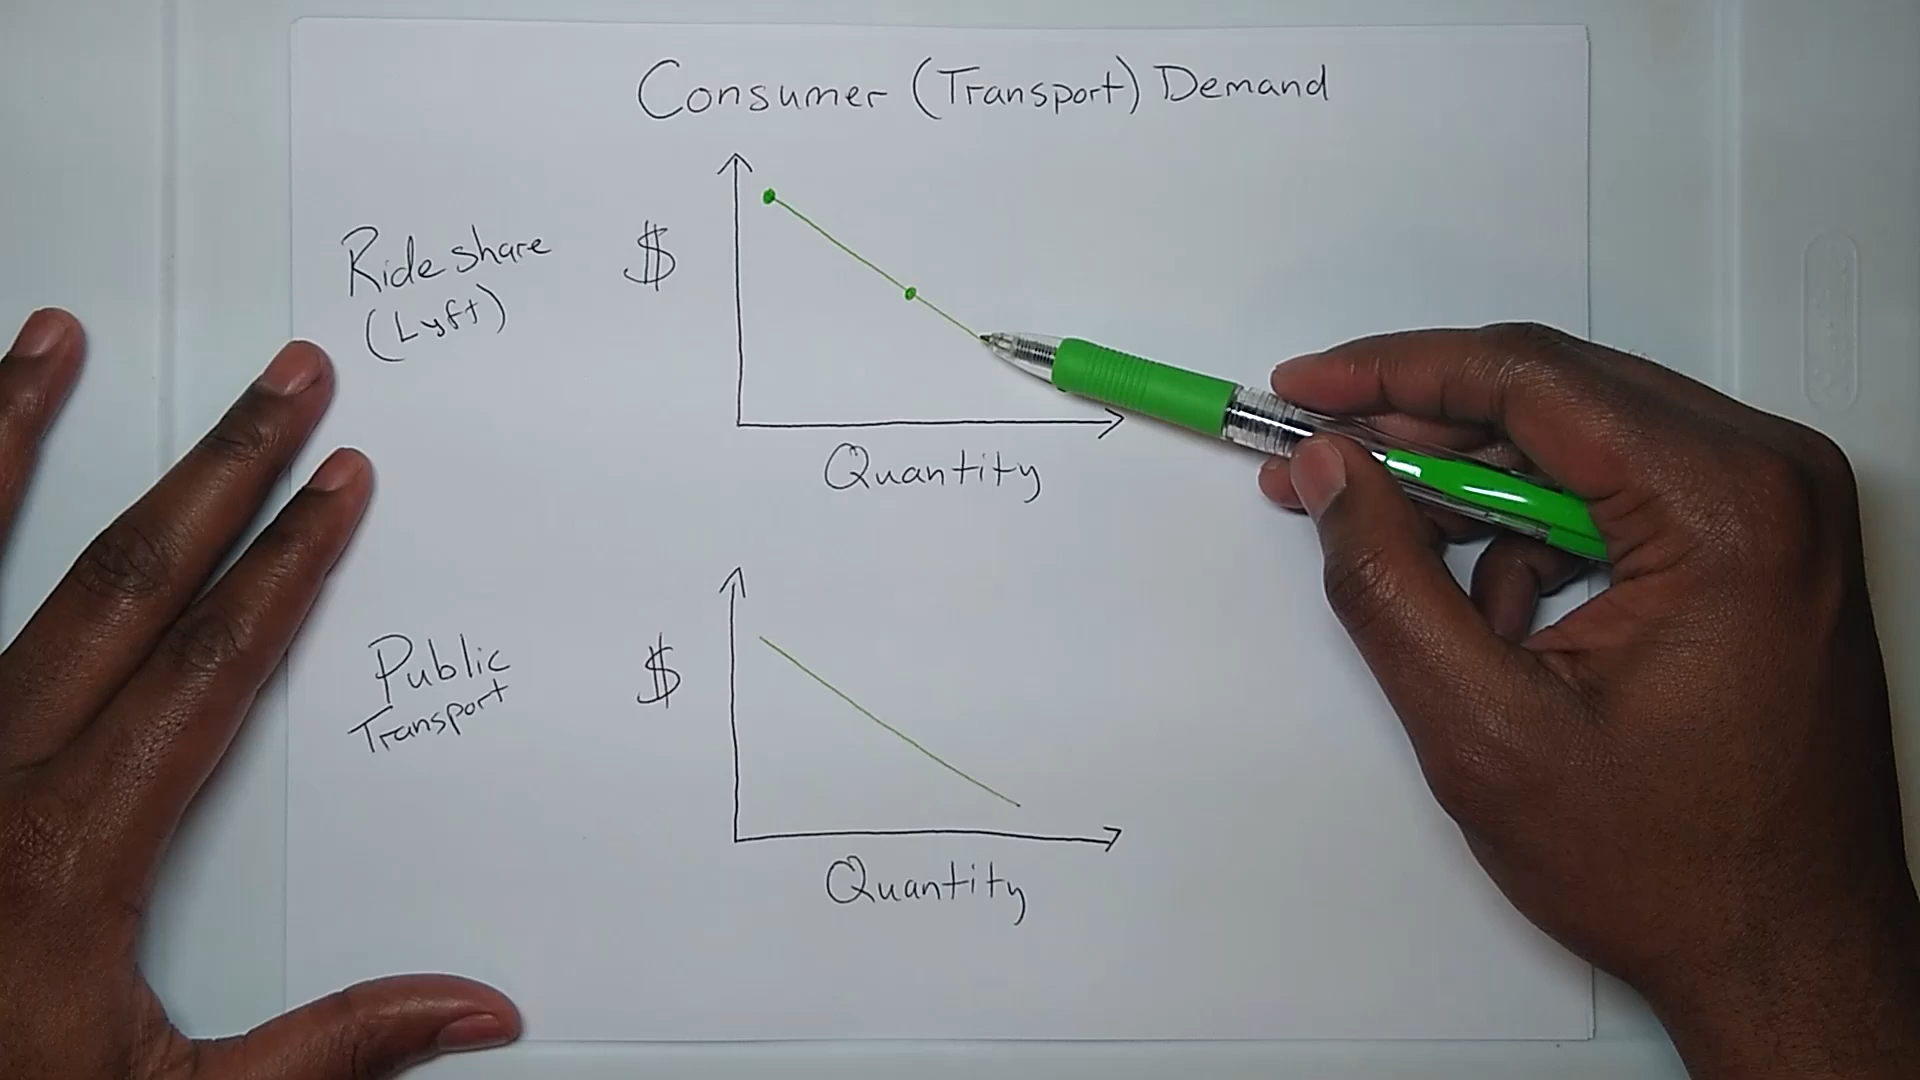 Consumer (Transport) Demand
Rideshare
(Lyft)
$
Quantity
Public
Transport
$
Quantity